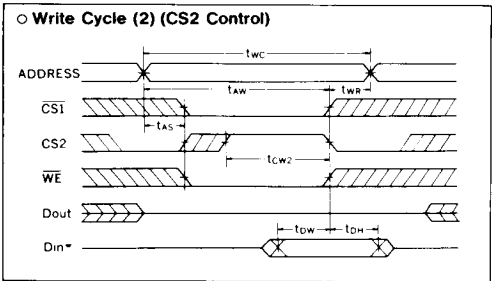 ○ Write Cycle (2) (CS2 Control)
tWC
ADDRESS
tAW
tWR
CS1
tAS
CS2
tCW2
WE
Dout
tDW
tDH
Din*